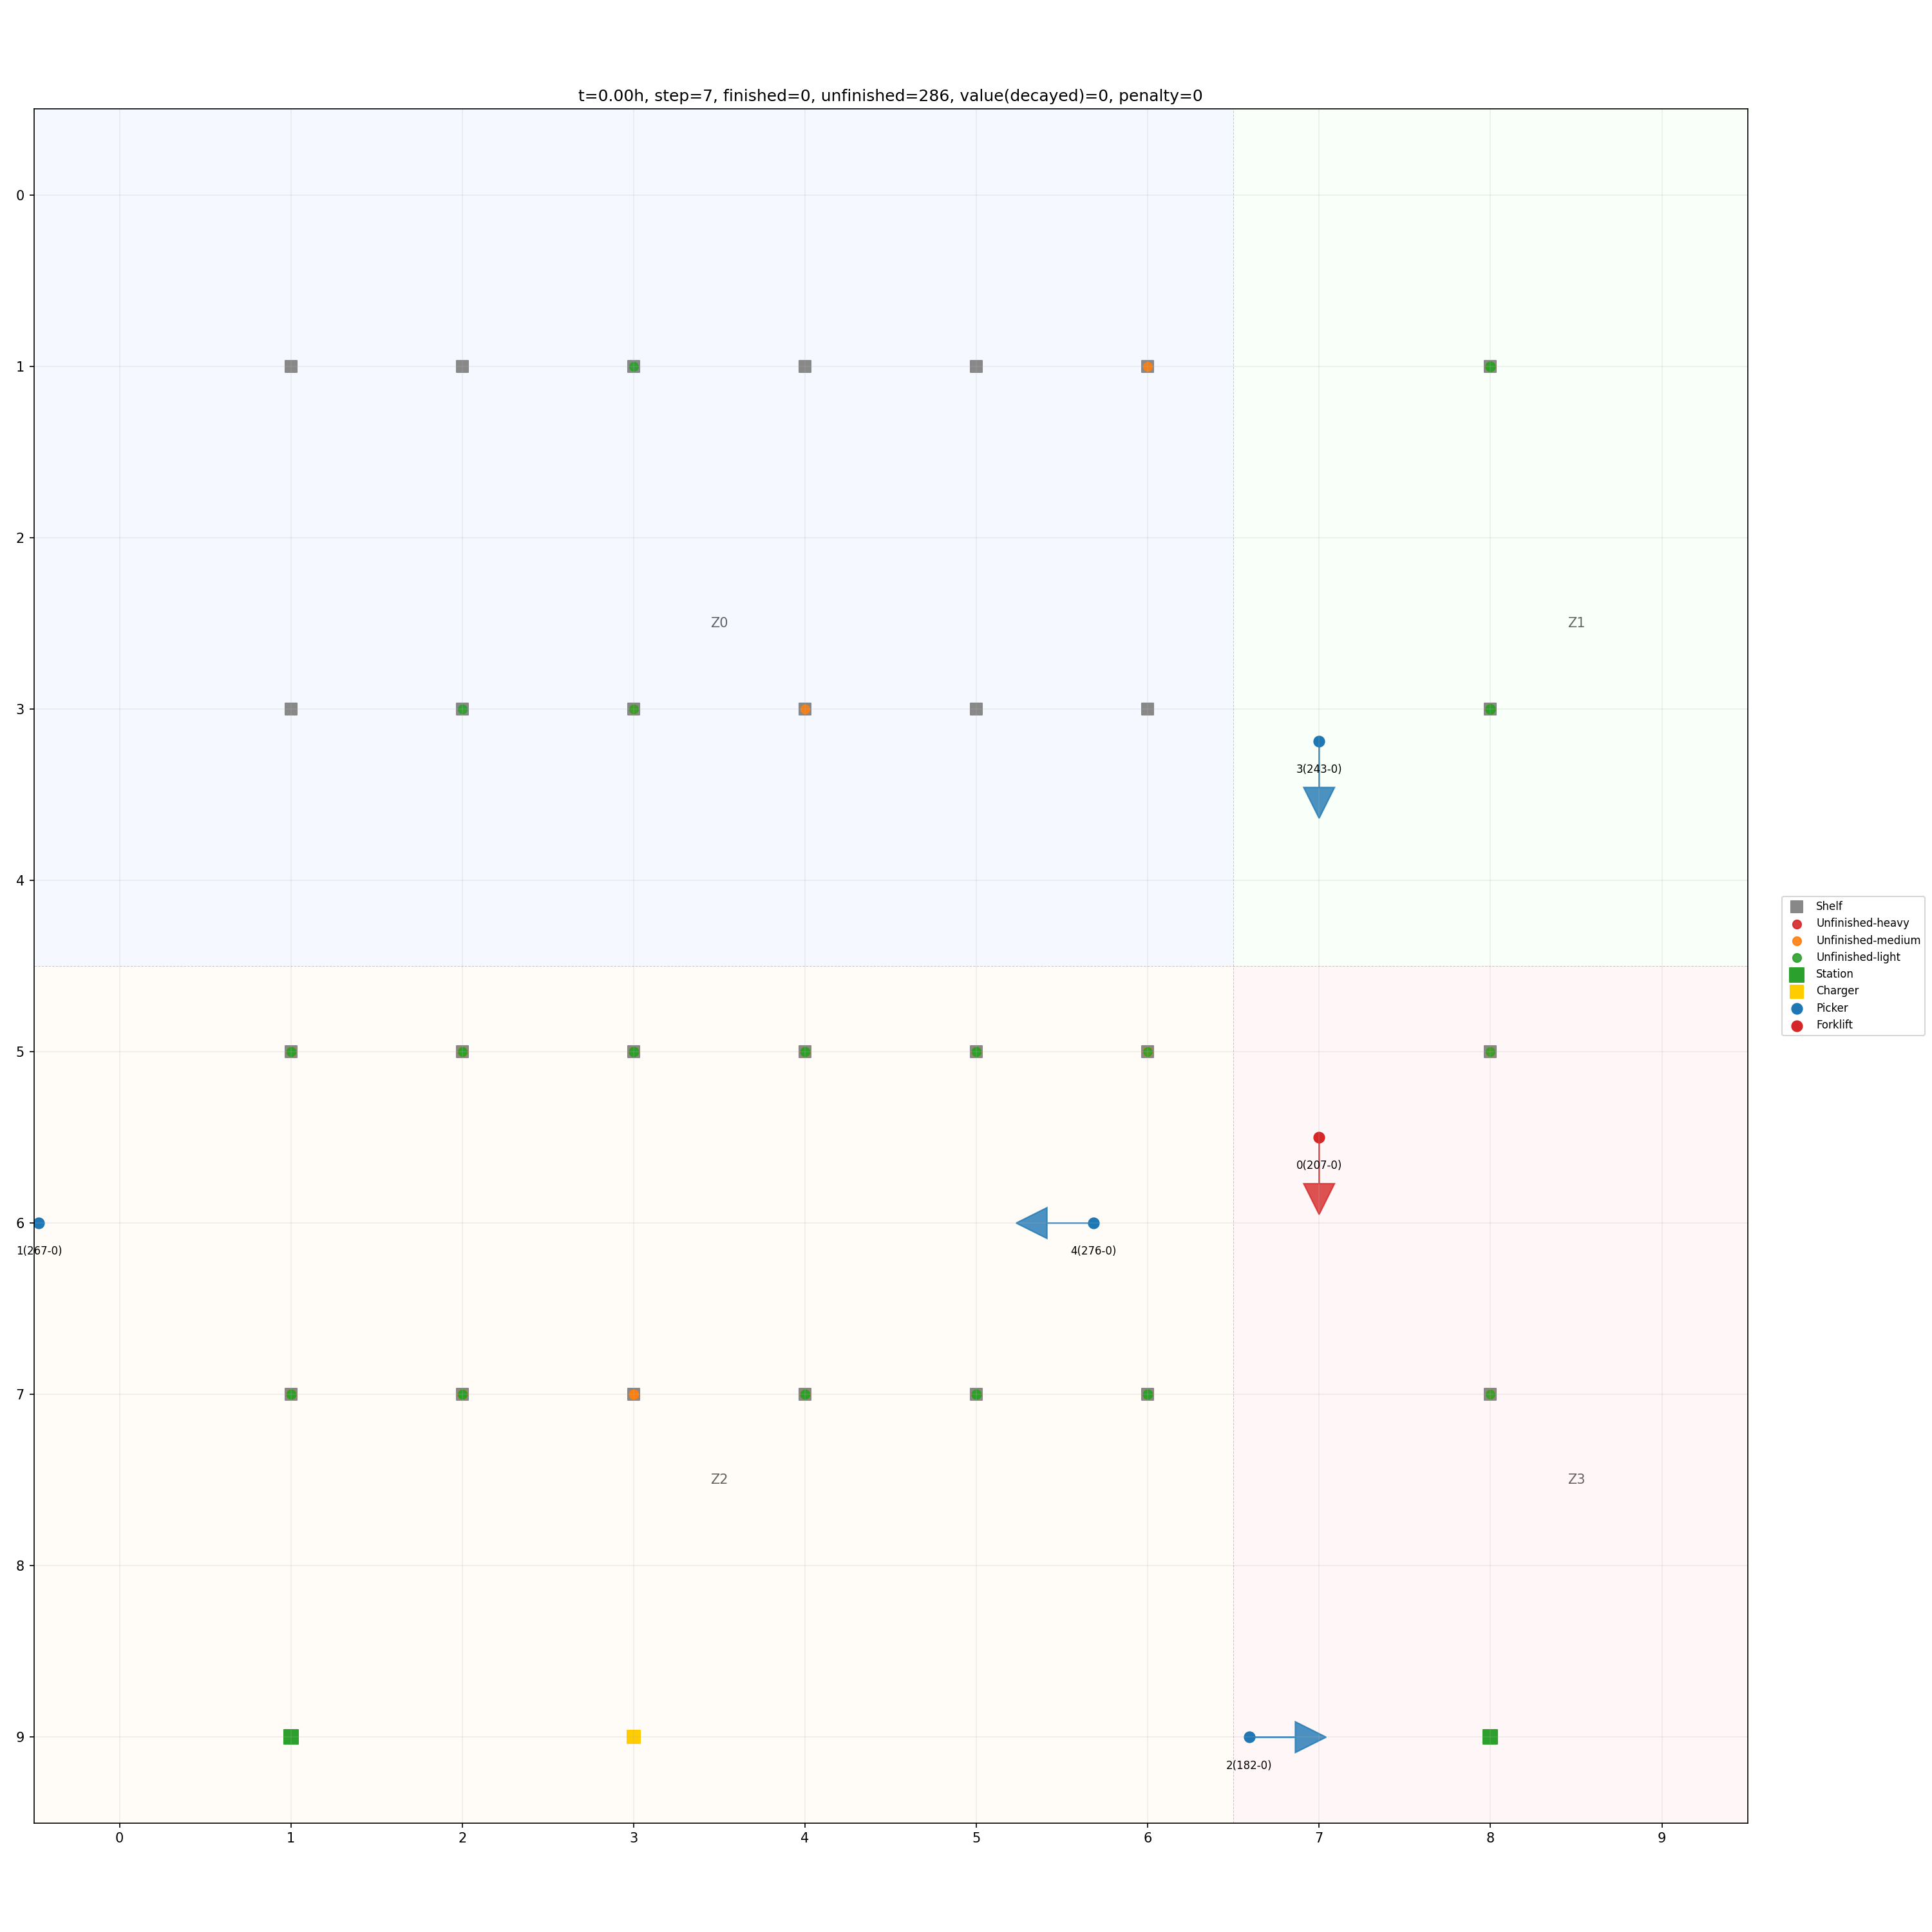 t=0.00h, step=7, finished=0, unfinished=286, value(decayed)=0, penalty=0
0
1
2
Z0
Z1
3
3(243-0)
4
Shelf
Unfinished-heavy
Unfinished-medium
Unfinished-light
Station
Charger
Picker
Forklift
5
0(207-0)
6
1(267-0)
4(276-0)
7
Z2
Z3
8
9
2(182-0)
0 1 2 3 4 5 6 7 8 9